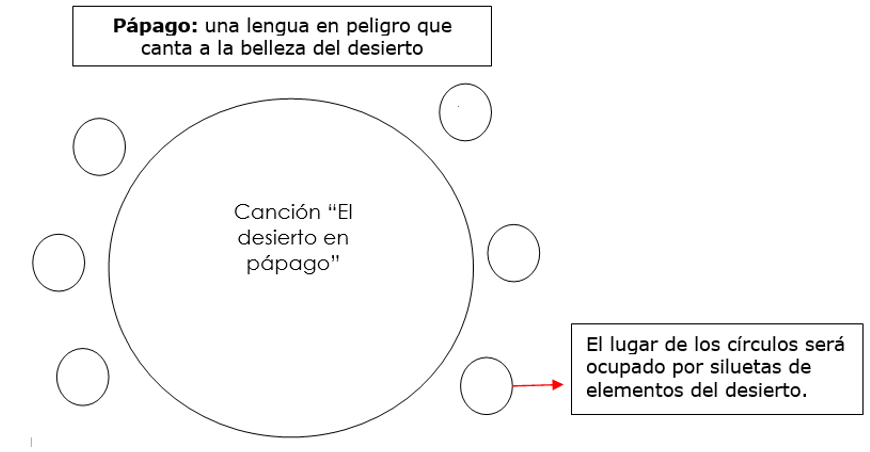 Pápago: una lengua en peligro que
canta a la belleza del desierto
Canción “El
desierto en
pápago”
El lugar de los círculos será
ocupado por siluetas de
elementos del desierto.